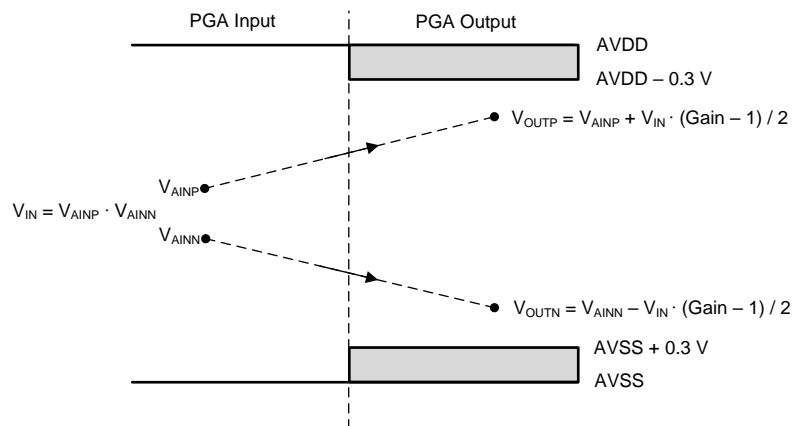 PGA Input
PGA Output
AVDD
AVDD – 0.3 V
V_OUTP = V_AINP + V_IN · (Gain – 1) / 2
V_AINP
V_IN = V_AINP · V_AINN
V_AINN
V_OUTN = V_AINN – V_IN · (Gain – 1) / 2
AVSS + 0.3 V
AVSS